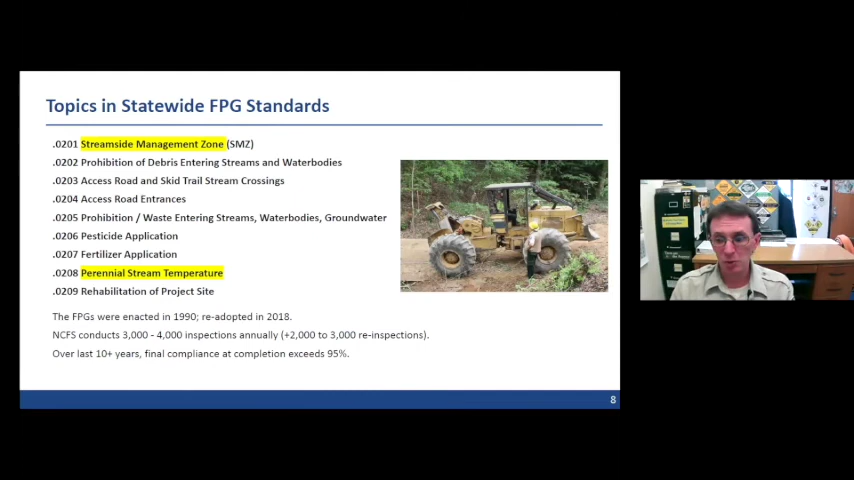 Topics in Statewide FPG Standards
.0201 Streamside Management Zone (SMZ)
.0202 Prohibition of Debris Entering Streams and Waterbodies
.0203 Access Road and Skid Trail Stream Crossings
.0204 Access Road Entrances
.0205 Prohibition / Waste Entering Streams, Waterbodies, Groundwater
.0206 Pesticide Application
.0207 Fertilizer Application
.0208 Perennial Stream Temperature
.0209 Rehabilitation of Project Site
The FPGs were enacted in 1990; re-adopted in 2018.
NCFS conducts 3,000 - 4,000 inspections annually (+2,000 to 3,000 re-inspections).
Over last 10+ years, final compliance at completion exceeds 95%.
8